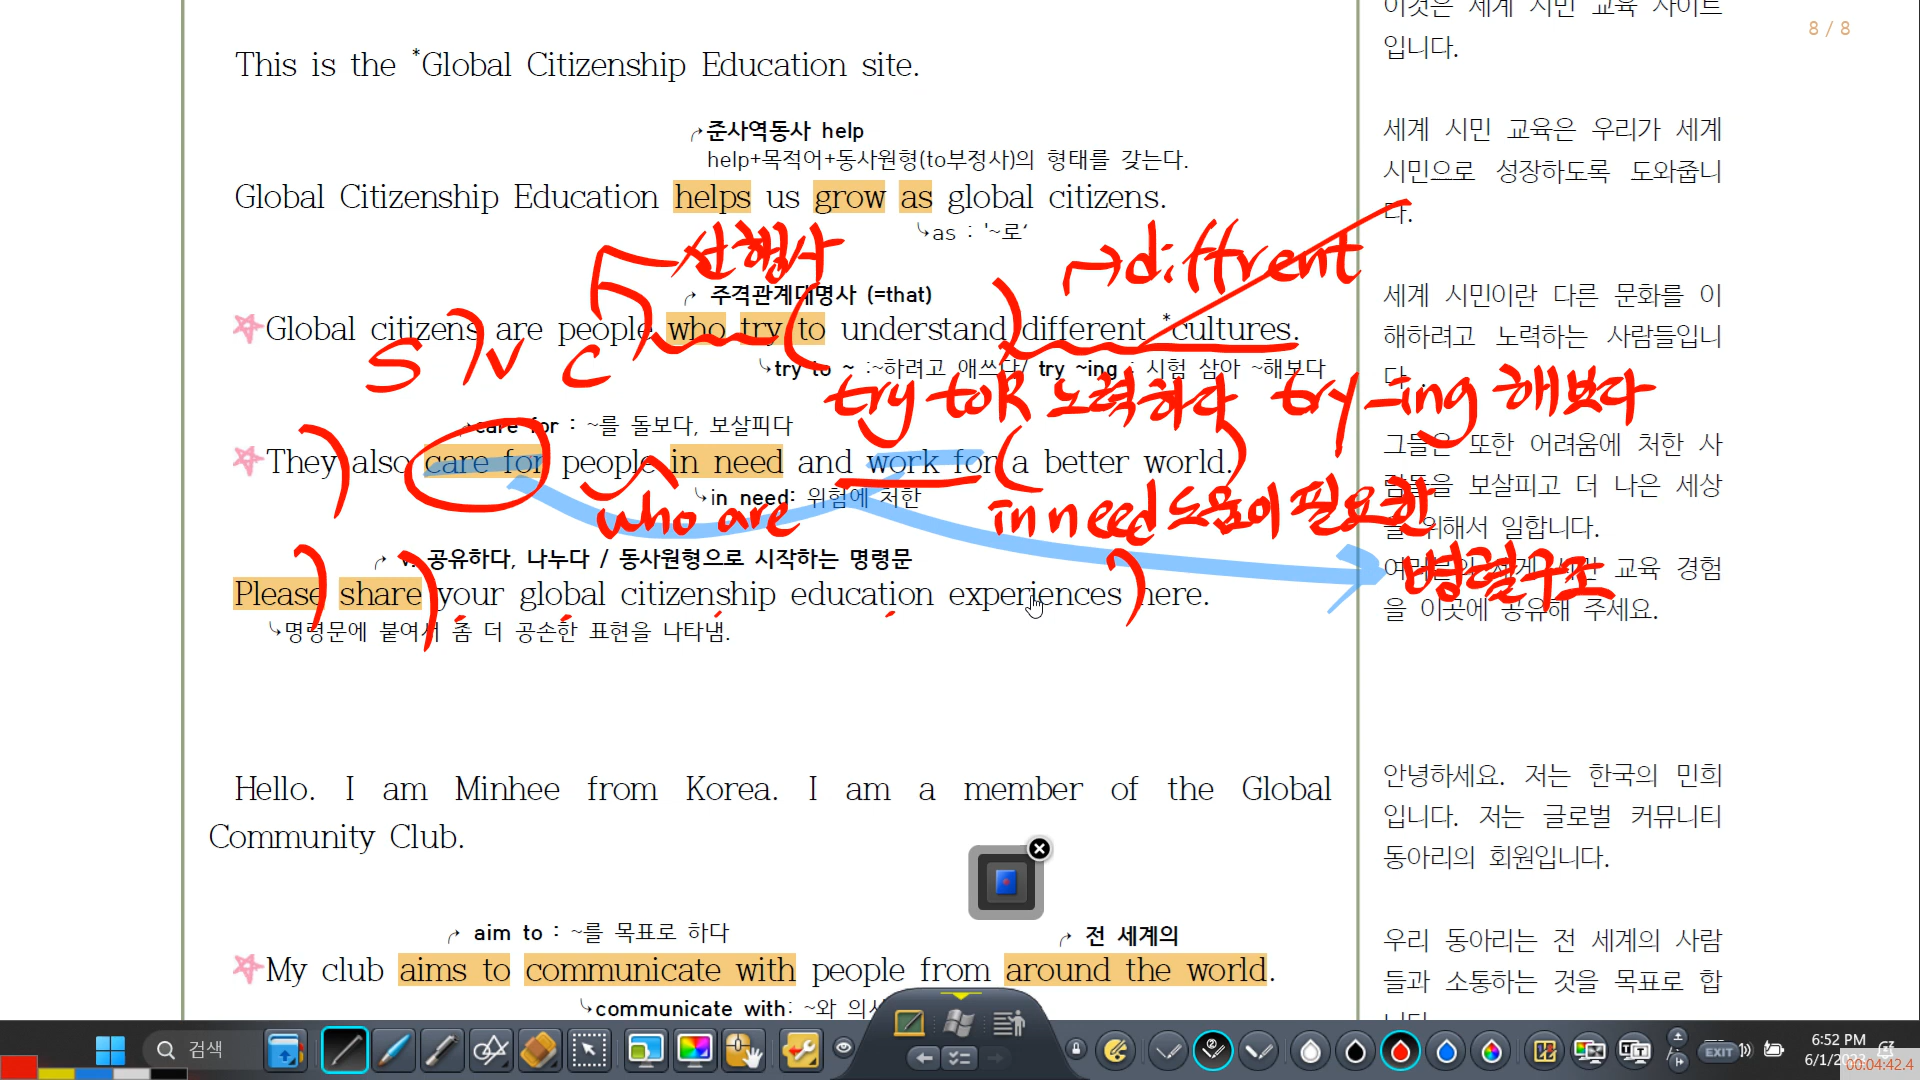 이것은 세계 시민 교육 사이트
입니다.
8 / 8
This is the *Global Citizenship Education site.
준사역동사 help
help+목적어+동사원형(to부정사)의 형태를 갖는다.
세계 시민 교육은 우리가 세계
시민으로 성장하도록 도와줍니
다.
Global Citizenship Education helps us grow as global citizens.
as : '~로'
선행사
diffrent
주격관계대명사 (=that)
Global citizens are people who try to understand different *cultures.
세계 시민이란 다른 문화를 이
해하려고 노력하는 사람들입니
다.
S V C
try to ~ :~하려고 애쓰다/ try ~ing : 시험 삼아 ~해보다
try toR 노력하다 try -ing 해보다
care for : ~를 돌보다, 보살피다
They also care for people in need and work for a better world.
그들은 또한 어려움에 처한 사
람들을 보살피고 더 나은 세상
을 위해서 일합니다.
in need: 위험에 처한
who are
in need 도움이 필요한
병렬구조
공유하다, 나누다 / 동사원형으로 시작하는 명령문
Please share your global citizenship education experiences here.
교육 경험
을 이곳에 공유해 주세요.
명령문에 붙여서 좀 더 공손한 표현을 나타냄.
Hello. I am Minhee from Korea. I am a member of the Global
Community Club.
안녕하세요. 저는 한국의 민희
입니다. 저는 글로벌 커뮤니티
동아리의 회원입니다.
aim to : ~를 목표로 하다
전 세계의
My club aims to communicate with people from around the world.
우리 동아리는 전 세계의 사람
들과 소통하는 것을 목표로 합
communicate with: ~와
검색
EXIT
6:52 PM
00:04:42.4